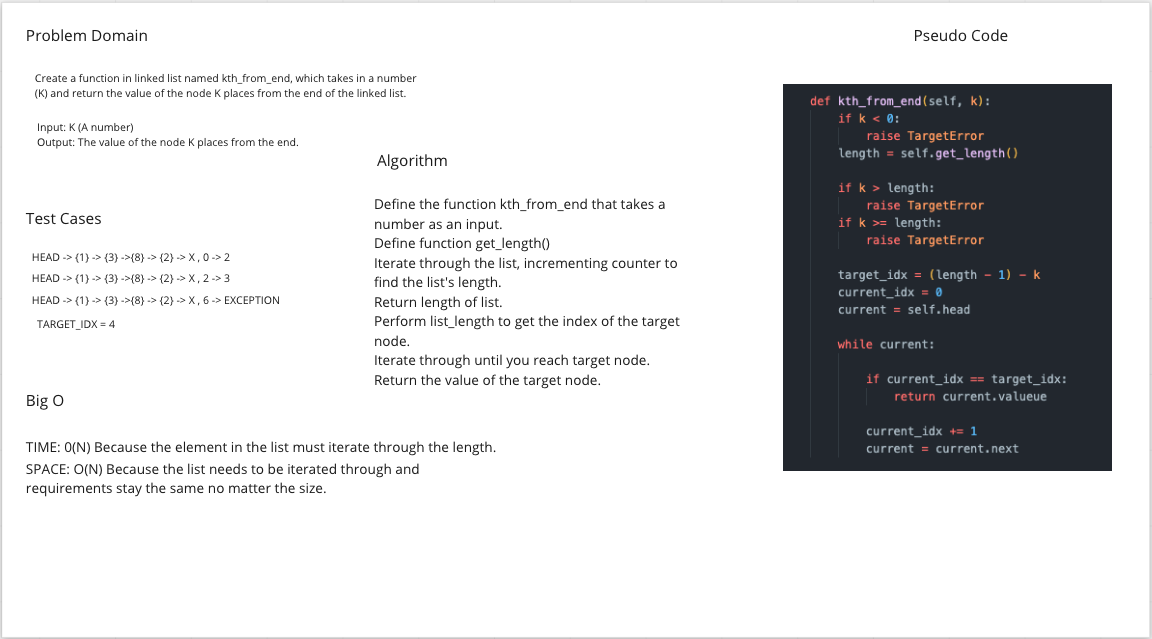 Problem Domain
Create a function in linked list named kth_from_end, which takes in a number
(K) and return the value of the node K places from the end of the linked list.
Input: K (A number)
Output: The value of the node K places from the end.
Test Cases
HEAD -> {1} -> {3} ->{8} -> {2} -> X , 0 -> 2
HEAD -> {1} -> {3} ->{8} -> {2} -> X , 2 -> 3
HEAD -> {1} -> {3} ->{8} -> {2} -> X , 6 -> EXCEPTION
TARGET_IDX = 4
Algorithm
Define the function kth_from_end that takes a
number as an input.
Define function get_length()
Iterate through the list, incrementing counter to
find the list's length.
Return length of list.
Perform list_length to get the index of the target
node.
Iterate through until you reach target node.
Return the value of the target node.
Big O
TIME: 0(N) Because the element in the list must iterate through the length.
SPACE: O(N) Because the list needs to be iterated through and
requirements stay the same no matter the size.
Pseudo Code
def kth_from_end(self, k):
if k < 0:
raise TargetError
length = self.get_length()
if k > length:
raise TargetError
if k >= length:
raise TargetError
target_idx = (length - 1) - k
current_idx = 0
current = self.head
while current:
if current_idx == target_idx:
return current.valueue
current_idx += 1
current = current.next